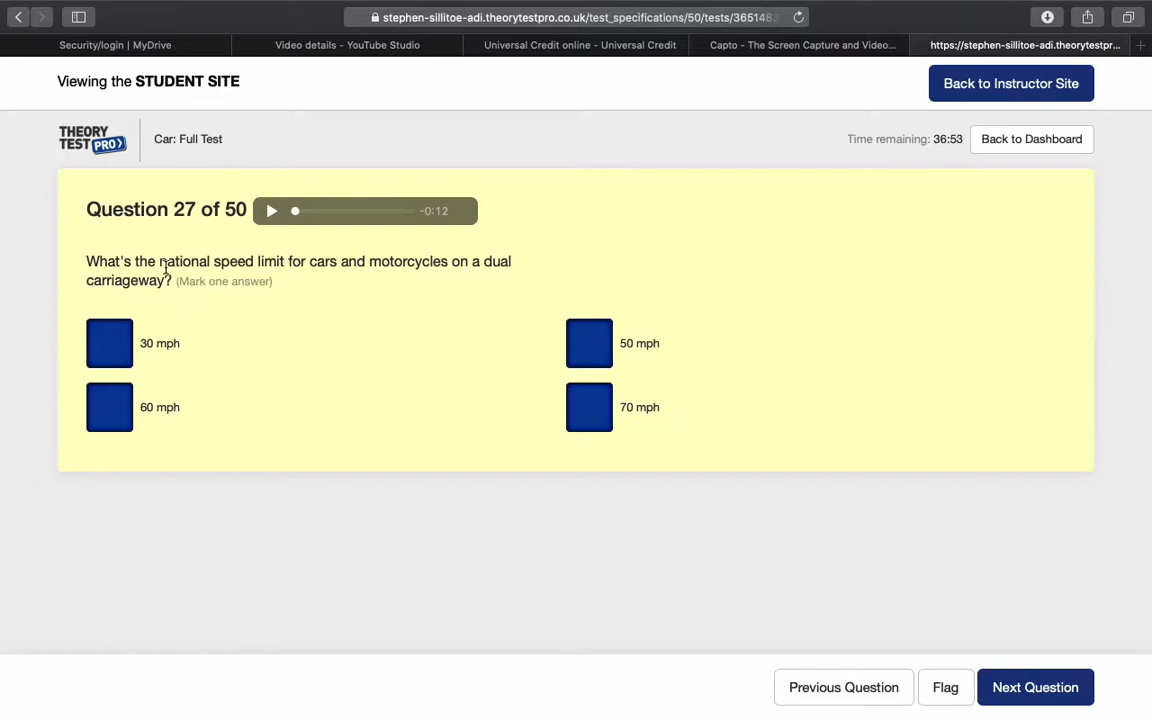 stephen-sillitoe-adi.theorytestpro.co.uk/test_specifications/50/tests/3651483
Security/login | MyDrive
Video details - YouTube Studio
Universal Credit online - Universal Credit
Capto - The Screen Capture and Video...
https://stephen-sillitoe-adi.theorytestpr...
Viewing the STUDENT SITE
Back to Instructor Site
THEORY
TEST PRO
Car: Full Test
Time remaining: 36:53
Back to Dashboard
Question 27 of 50
-0:12
What's the national speed limit for cars and motorcycles on a dual
carriageway? (Mark one answer)
30 mph
50 mph
60 mph
70 mph
Previous Question
Flag
Next Question